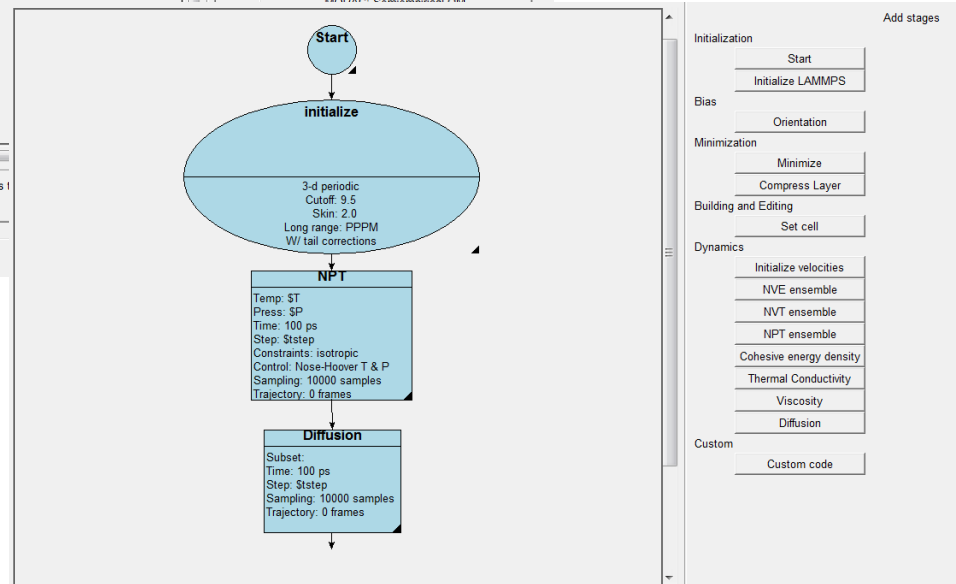 Start
initialize
3-d periodic
Cutoff: 9.5
Skin: 2.0
Long range: PPPM
W/ tail corrections
NPT
Temp: $T
Press: $P
Time: 100 ps
Step: $tstep
Constraints: isotropic
Control: Nose-Hoover T & P
Sampling: 10000 samples
Trajectory: 0 frames
Diffusion
Subset:
Time: 100 ps
Step: $tstep
Sampling: 10000 samples
Trajectory: 0 frames
Add stages
Initialization
Start
Initialize LAMMPS
Bias
Orientation
Minimization
Minimize
Compress Layer
Building and Editing
Set cell
Dynamics
Initialize velocities
NVE ensemble
NVT ensemble
NPT ensemble
Cohesive energy density
Thermal Conductivity
Viscosity
Diffusion
Custom
Custom code